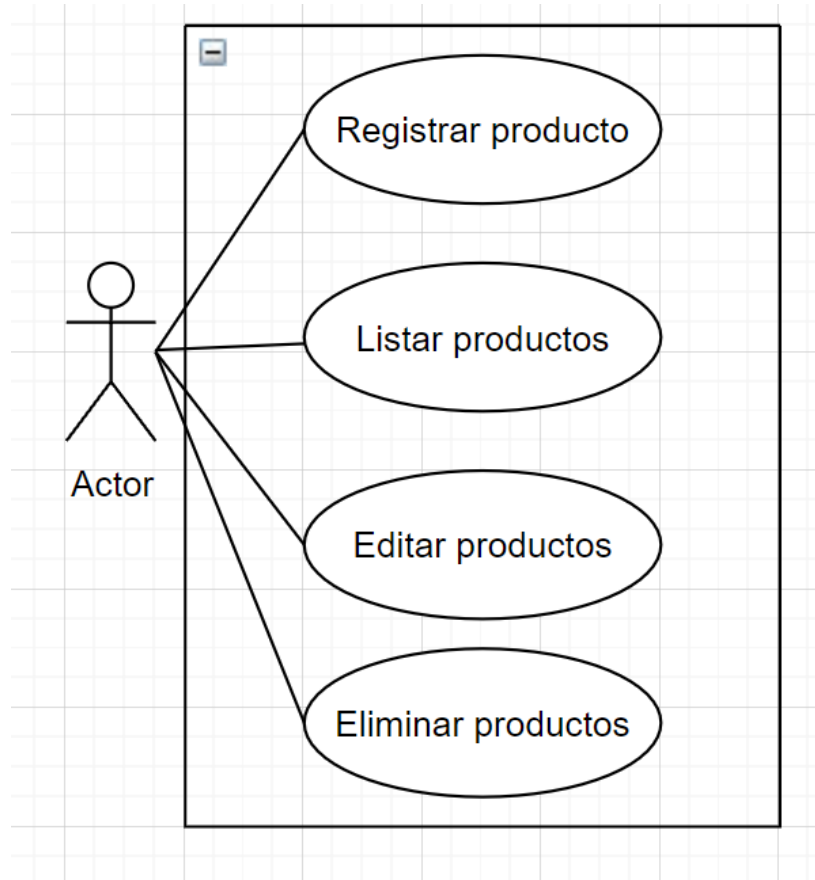 Registrar producto
Listar productos
Actor
Editar productos
Eliminar productos